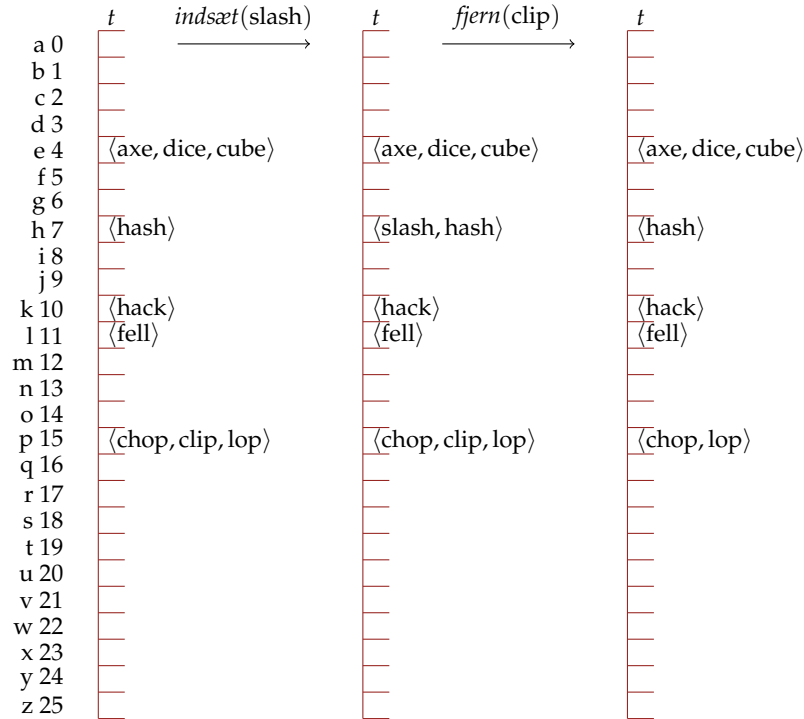 t indsæt(slash) t fjern(clip) t
a 0
b 1
c 2
d 3
e 4 ⟨axe, dice, cube⟩ ⟨axe, dice, cube⟩ ⟨axe, dice, cube⟩
f 5
g 6
h 7 ⟨hash⟩ ⟨slash, hash⟩ ⟨hash⟩
i 8
j 9
k 10 ⟨hack⟩ ⟨hack⟩ ⟨hack⟩
l 11 ⟨fell⟩ ⟨fell⟩ ⟨fell⟩
m 12
n 13
o 14
p 15 ⟨chop, clip, lop⟩ ⟨chop, clip, lop⟩ ⟨chop, lop⟩
q 16
r 17
s 18
t 19
u 20
v 21
w 22
x 23
y 24
z 25